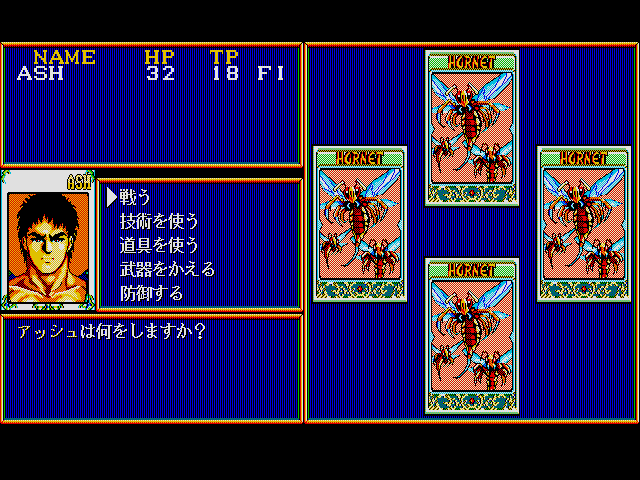 NAME HP TP
ASH 32 18 FI
ASH
戦う
技術を使う
道具を使う
武器をかえる
防御する
アッシュは何をしますか？
HORNET
HORNET
HORNET
HORNET